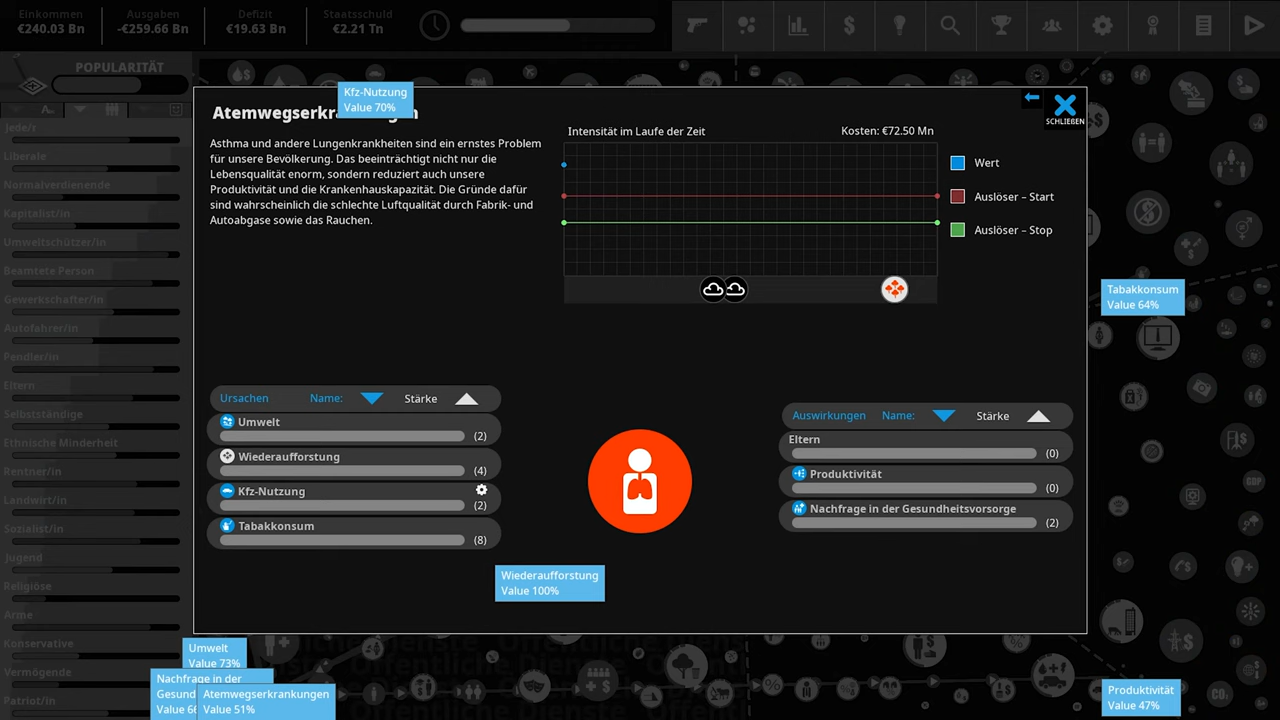 Einkommen
€240.03 Bn
Ausgaben
-€259.66 Bn
Defizit
€19.63 Bn
Staatsschuld
€2.21 Tn
POPULARITÄT
Jede/r
Liberale
Normalverdienende
Kapitalist/in
Umweltschützer/in
Beamtete Person
Gewerkschafter/in
Autofahrer/in
Pendler/in
Eltern
Selbstständige
Ethnische Minderheit
Rentner/in
Landwirt/in
Sozialist/in
Jugend
Religiöse
Arme
Konservative
Vermögende
Patriot/in
Kfz-Nutzung
Value 70%
SCHLIEßEN
Asthma und andere Lungenkrankheiten sind ein ernstes Problem
für unsere Bevölkerung. Das beeinträchtigt nicht nur die
Lebensqualität enorm, sondern reduziert auch unsere
Produktivität und die Krankenhauskapazität. Die Gründe dafür
sind wahrscheinlich die schlechte Luftqualität durch Fabrik- und
Autoabgase sowie das Rauchen.
Intensität im Laufe der Zeit
Kosten: €72.50 Mn
Wert
Auslöser – Start
Auslöser – Stop
Tabakkonsum
Value 64%
Ursachen Name: Stärke
Umwelt
(2)
Wiederaufforstung
(4)
Kfz-Nutzung
(2)
Tabakkonsum
(8)
Auswirkungen Name: Stärke
Eltern
(0)
Produktivität
(0)
Nachfrage in der Gesundheitsvorsorge
(2)
Wiederaufforstung
Value 100%
Umwelt
Value 73%
Nachfrage in der
Atemwegserkrankungen
Value 51%
Produktivität
Value 47%